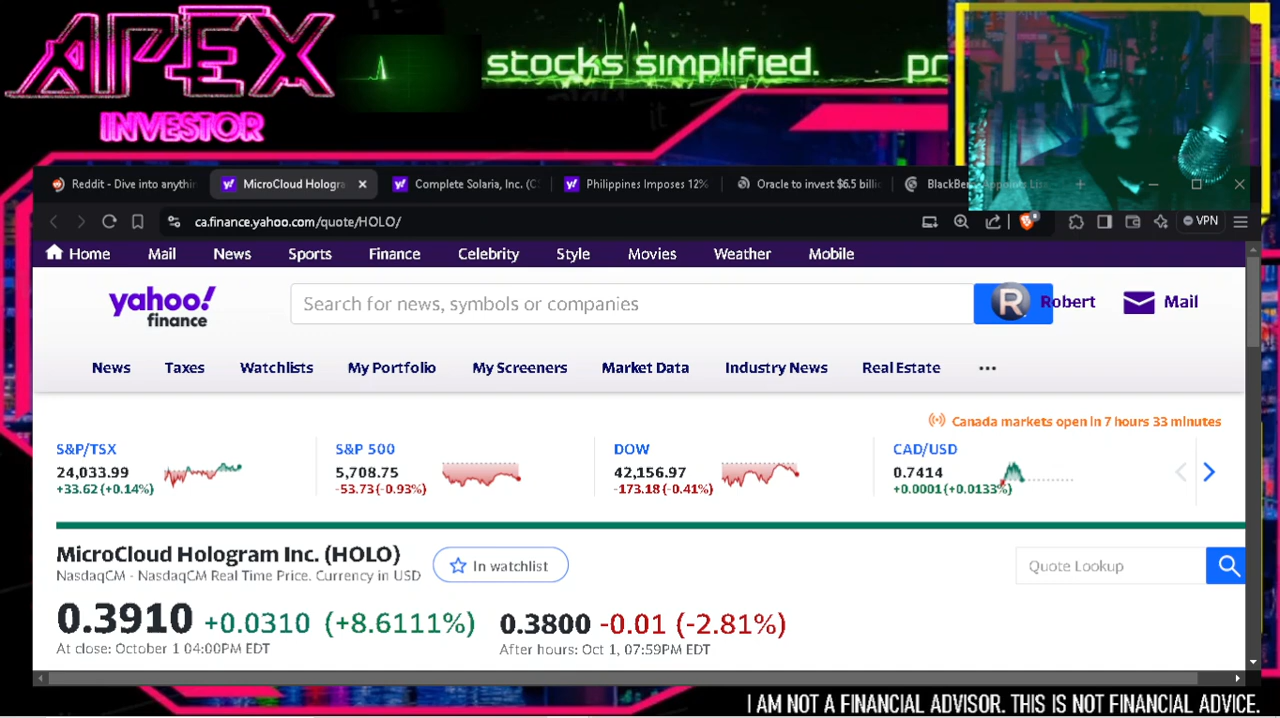 APEX
INVESTOR
stocks simplified.
pr
Reddit - Dive into anythin
MicroCloud Hologra
Complete Solaria, Inc. (C
Philippines Imposes 12%
Oracle to invest $6.5 billi
BlackBerry Appoints Lis
ca.finance.yahoo.com/quote/HOLO/
VPN
Home Mail News Sports Finance Celebrity Style Movies Weather Mobile
yahoo!
finance
Search for news, symbols or companies
R
Robert
Mail
News Taxes Watchlists My Portfolio My Screeners Market Data Industry News Real Estate ...
Canada markets open in 7 hours 33 minutes
S&P/TSX
24,033.99
+33.62 (+0.14%)
S&P 500
5,708.75
-53.73 (-0.93%)
DOW
42,156.97
-173.18 (-0.41%)
CAD/USD
0.7414
+0.0001 (+0.0133%)
MicroCloud Hologram Inc. (HOLO)
NasdaqCM - NasdaqCM Real Time Price. Currency in USD
In watchlist
Quote Lookup
0.3910 +0.0310 (+8.6111%)
At close: October 1 04:00PM EDT
0.3800 -0.01 (-2.81%)
After hours: Oct 1, 07:59PM EDT
I AM NOT A FINANCIAL ADVISOR. THIS IS NOT FINANCIAL ADVICE.